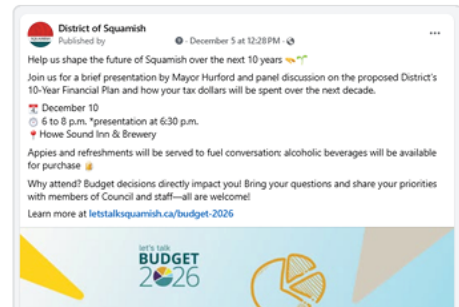 District of Squamish
Published by
· December 5 at 12:28 PM ·
Help us shape the future of Squamish over the next 10 years
Join us for a brief presentation by Mayor Hurford and panel discussion on the proposed District's
10-Year Financial Plan and how your tax dollars will be spent over the next decade.
December 10
6 to 8 p.m. *presentation at 6:30 p.m.
Howe Sound Inn & Brewery
Appies and refreshments will be served to fuel conversation: alcoholic beverages will be available
for purchase
Why attend? Budget decisions directly impact you! Bring your questions and share your priorities
with members of Council and staff—all are welcome!
Learn more at letstalksquamish.ca/budget-2026
let's talk
BUDGET
2026